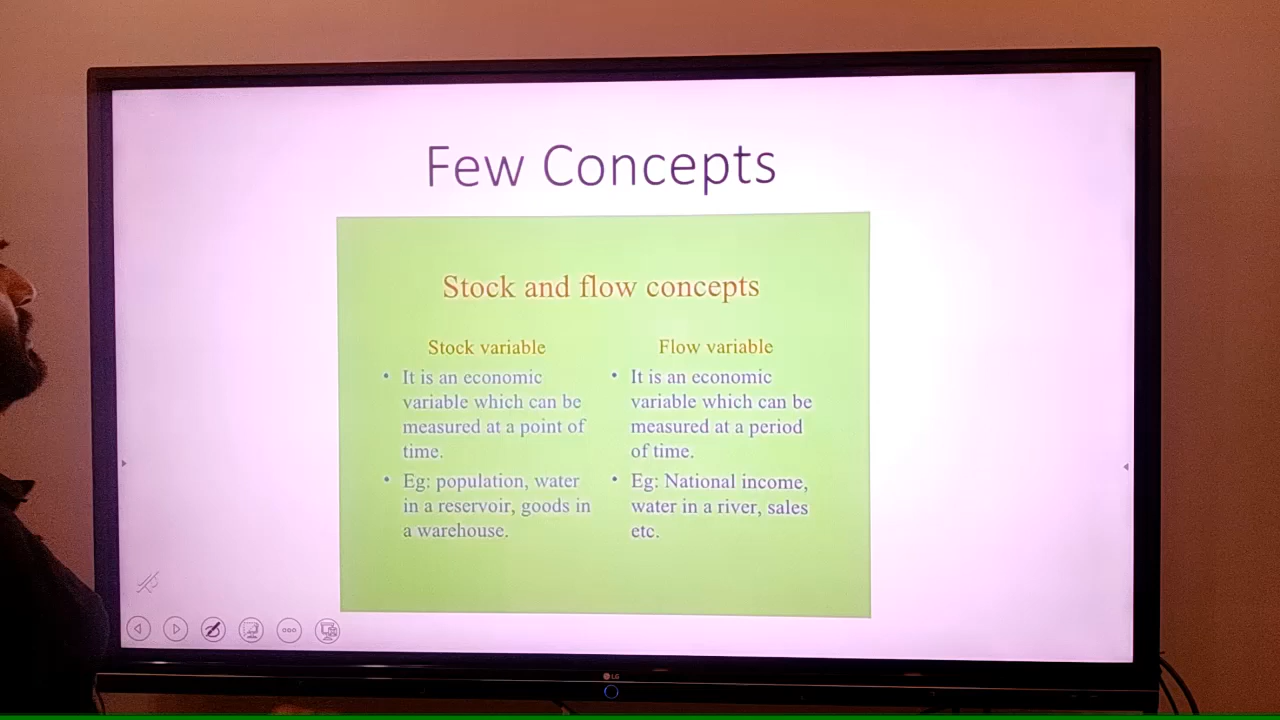 Few Concepts
Stock and flow concepts
Stock variable
• It is an economic
variable which can be
measured at a point of
time.
• Eg: population, water
in a reservoir, goods in
a warehouse.
Flow variable
• It is an economic
variable which can be
measured at a period
of time.
• Eg: National income,
water in a river, sales
etc.
LG